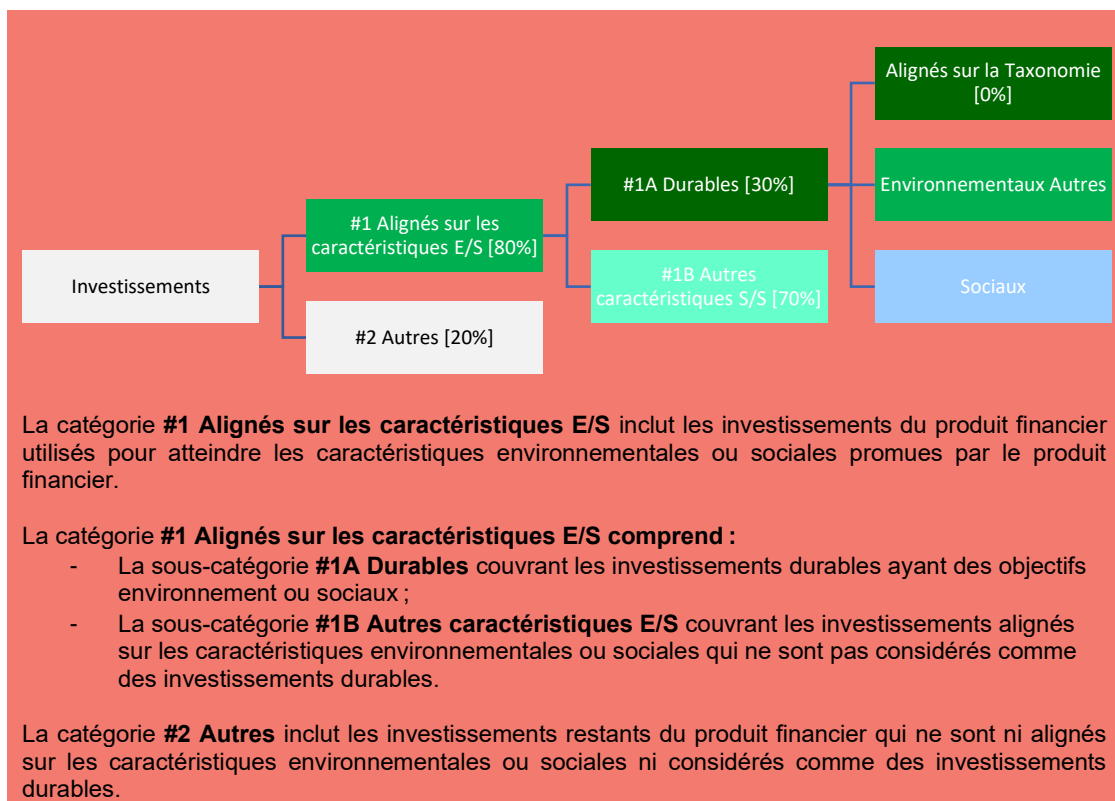 Alignés sur la Taxonomie
[0%]
#1A Durables [30%]
Environnementaux Autres
#1 Alignés sur les
caractéristiques E/S [80%]
Investissements
#1B Autres
caractéristiques S/S [70%]
Sociaux
#2 Autres [20%]
La catégorie #1 Alignés sur les caractéristiques E/S inclut les investissements du produit financier
utilisés pour atteindre les caractéristiques environnementales ou sociales promues par le produit
financier.
La catégorie #1 Alignés sur les caractéristiques E/S comprend :
- La sous-catégorie #1A Durables couvrant les investissements durables ayant des objectifs
environnement ou sociaux ;
- La sous-catégorie #1B Autres caractéristiques E/S couvrant les investissements alignés
sur les caractéristiques environnementales ou sociales qui ne sont pas considérés comme
des investissements durables.
La catégorie #2 Autres inclut les investissements restants du produit financier qui ne sont ni alignés
sur les caractéristiques environnementales ou sociales ni considérés comme des investissements
durables.